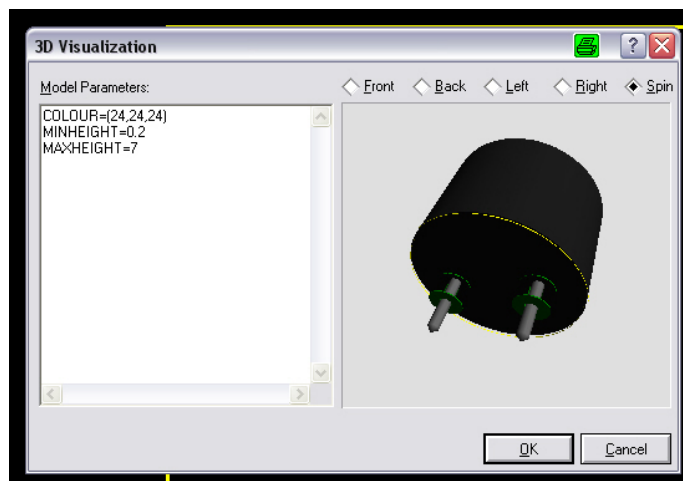 3D Visualization
?
Model Parameters:
Front Back Left Right Spin
COLOUR=(24,24,24)
MINHEIGHT=0.2
MAXHEIGHT=7
OK Cancel